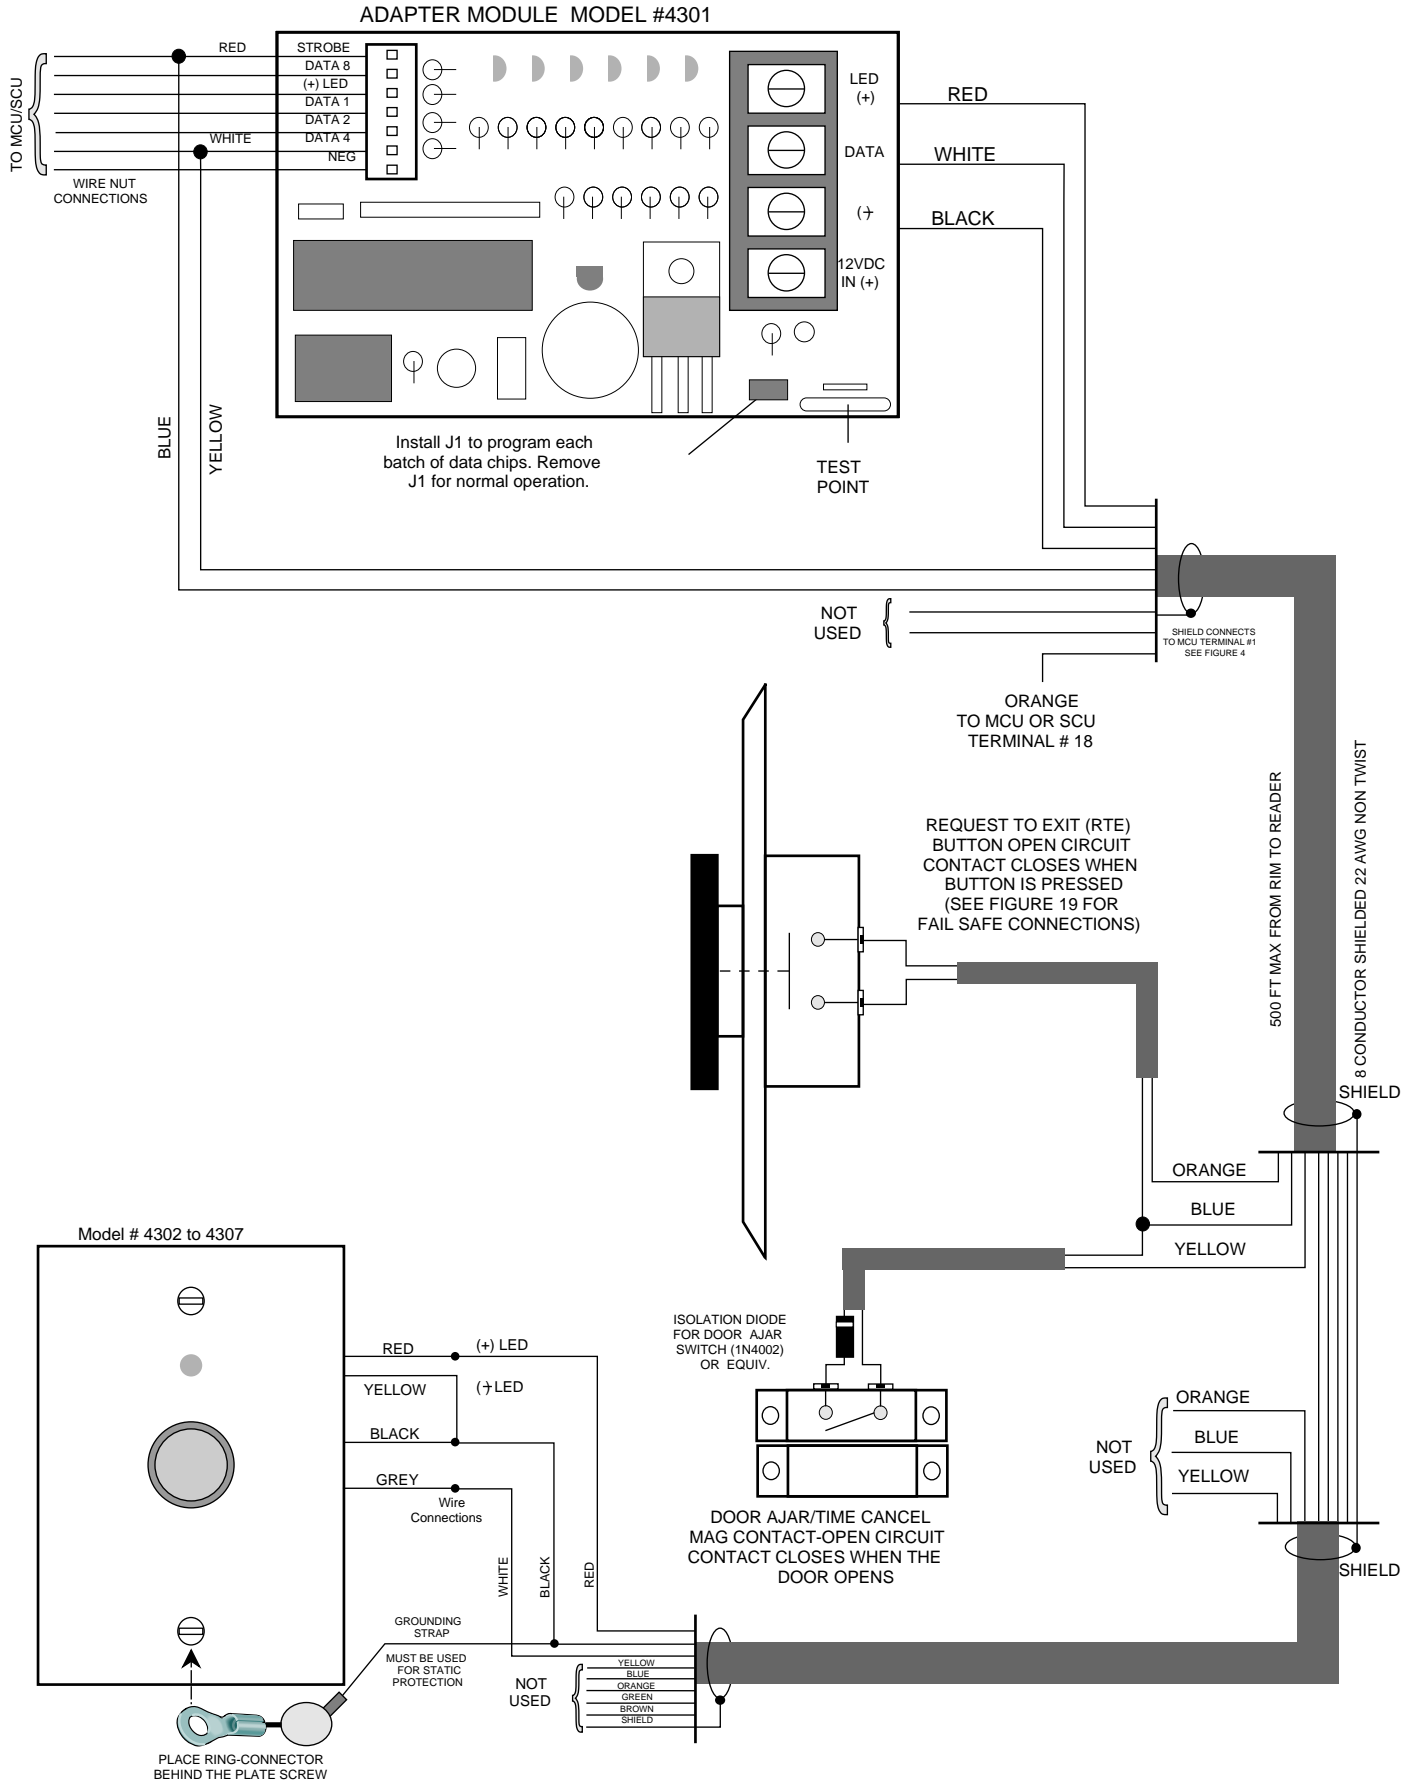 ADAPTER MODULE MODEL #4301
TO MCU/SCU
RED
STROBE
DATA 8
(+) LED
DATA 1
DATA 2
WHITE
DATA 4
NEG
WIRE NUT
CONNECTIONS
LED
(+)
DATA
(-)
12VDC
IN (+)
RED
WHITE
BLACK
BLUE
YELLOW
Install J1 to program each
batch of data chips. Remove
J1 for normal operation.
TEST
POINT
NOT
USED
SHIELD CONNECTS
TO MCU TERMINAL #1
SEE FIGURE 4
ORANGE
TO MCU OR SCU
TERMINAL # 18
500 FT MAX FROM RIM TO READER
8 CONDUCTOR SHIELDED 22 AWG NON TWIST
REQUEST TO EXIT (RTE)
BUTTON OPEN CIRCUIT
CONTACT CLOSES WHEN
BUTTON IS PRESSED
(SEE FIGURE 19 FOR
FAIL SAFE CONNECTIONS)
SHIELD
ORANGE
BLUE
YELLOW
Model # 4302 to 4307
ISOLATION DIODE
FOR DOOR AJAR
SWITCH (1N4002)
OR EQUIV.
RED
(+) LED
YELLOW
(-) LED
BLACK
GREY
Wire
Connections
WHITE
BLACK
RED
NOT
USED
ORANGE
BLUE
YELLOW
DOOR AJAR/TIME CANCEL
MAG CONTACT-OPEN CIRCUIT
CONTACT CLOSES WHEN THE
DOOR OPENS
SHIELD
GROUNDING
STRAP
MUST BE USED
FOR STATIC
PROTECTION
NOT
USED
YELLOW
BLUE
ORANGE
GREEN
BROWN
SHIELD
PLACE RING-CONNECTOR
BEHIND THE PLATE SCREW